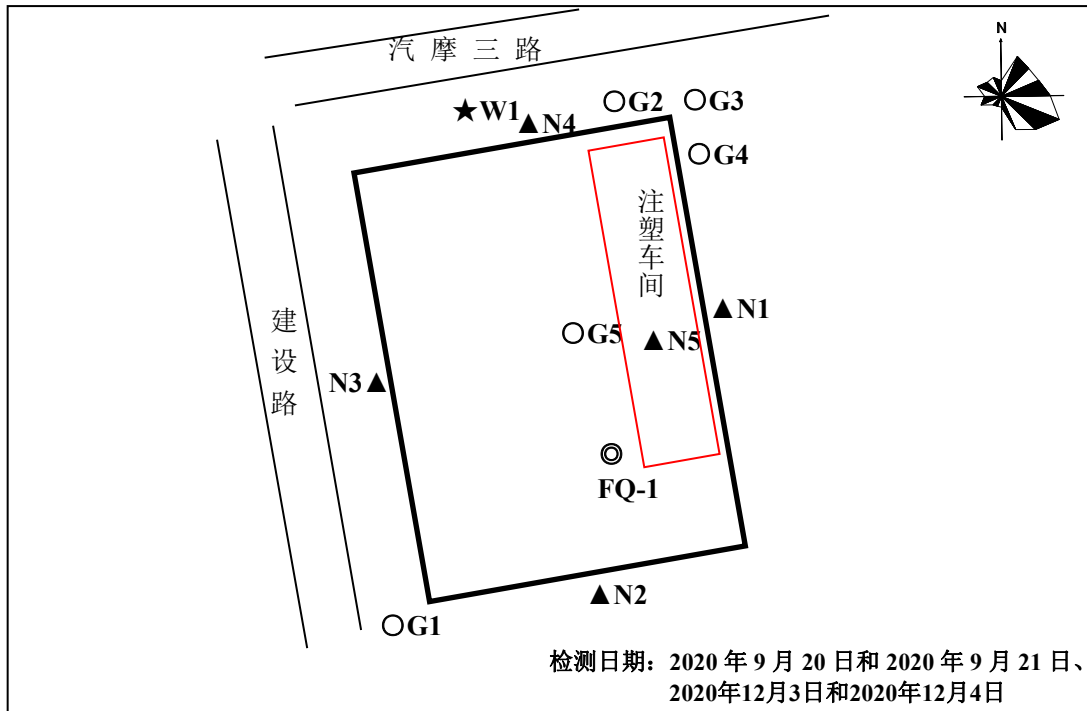 汽摩三路
N
★W1
▲N4
○G2
○G3
○G4
注塑车间
▲N1
建设路
○G5
▲N5
N3▲
◎
FQ-1
▲N2
○G1
检测日期：2020 年 9 月 20 日和 2020 年 9 月 21 日、
2020年12月3日和2020年12月4日